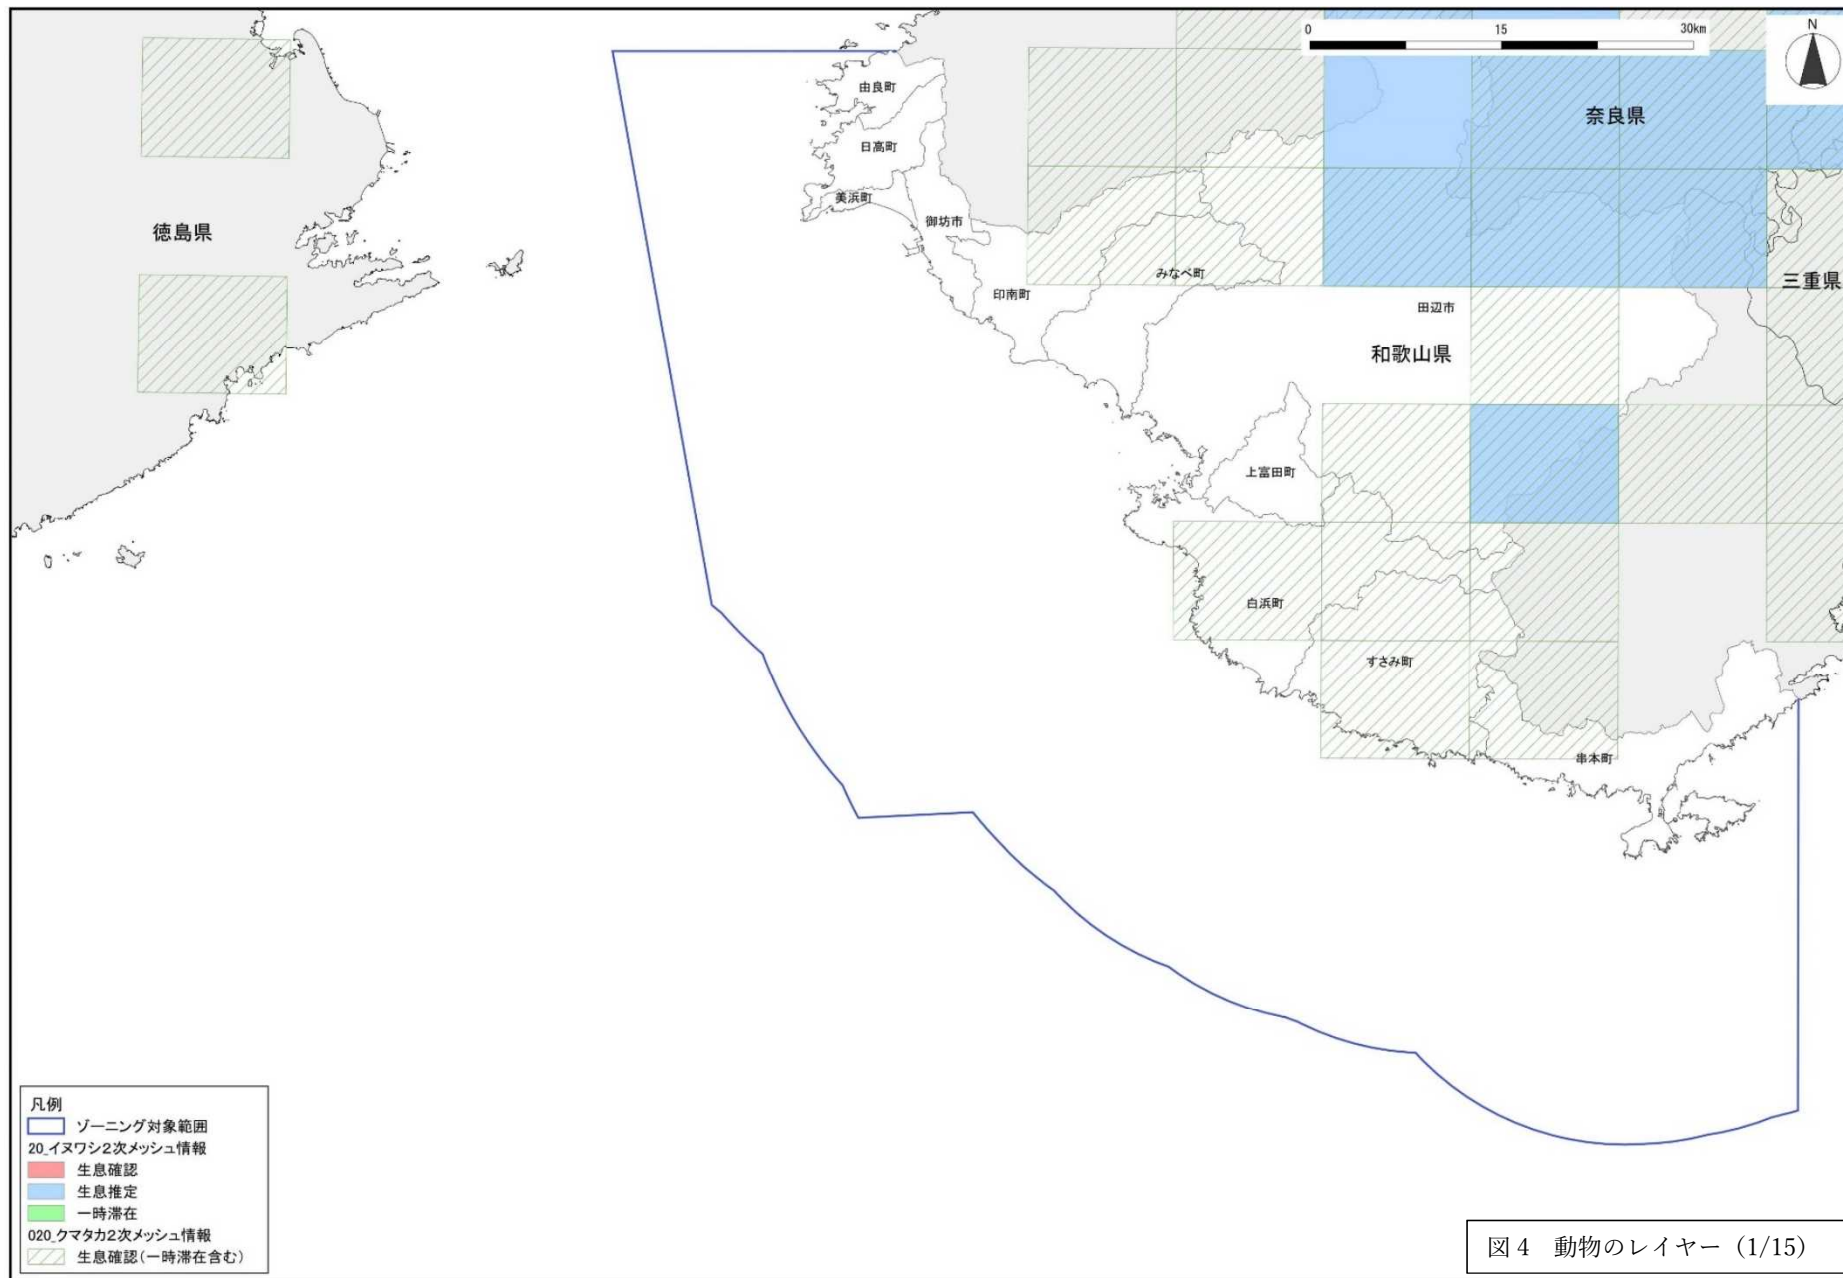 0 15 30km
N
由良町
奈良県
日高町
美浜町
御坊市
徳島県
みなべ町
三重県
印南町
田辺市
和歌山県
上富田町
白浜町
すさみ町
串本町
凡例
ゾーニング対象範囲
20_イヌワシ2次メッシュ情報
生息確認
生息推定
一時滞在
020_クマタカ2次メッシュ情報
生息確認(一時滞在含む)
図4 動物のレイヤー(1/15)